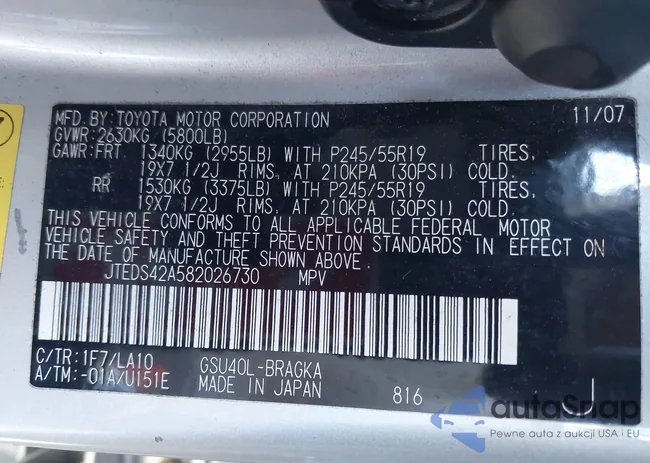 MFD. BY: TOYOTA MOTOR CORPORATION 11/07
GVWR: 2630KG (5800LB)
GAWR: FRT 1340KG (2955LB) WITH P245/55R19 TIRES,
19X7 1/2J RIMS, AT 210KPA (30PSI) COLD.
RR 1530KG (3375LB) WITH P245/55R19 TIRES,
19X7 1/2J RIMS, AT 210KPA (30PSI) COLD.
THIS VEHICLE CONFORMS TO ALL APPLICABLE FEDERAL MOTOR
VEHICLE SAFETY AND THEFT PREVENTION STANDARDS IN EFFECT ON
THE DATE OF MANUFACTURE SHOWN ABOVE.
JTEDS42A582026730 MPV
C/TR: 1F7/LA10 GSU40L-BRAGKA
A/TM: -01A/U151E MADE IN JAPAN 816
autoSnap
Pewne auta z aukcji USA i EU